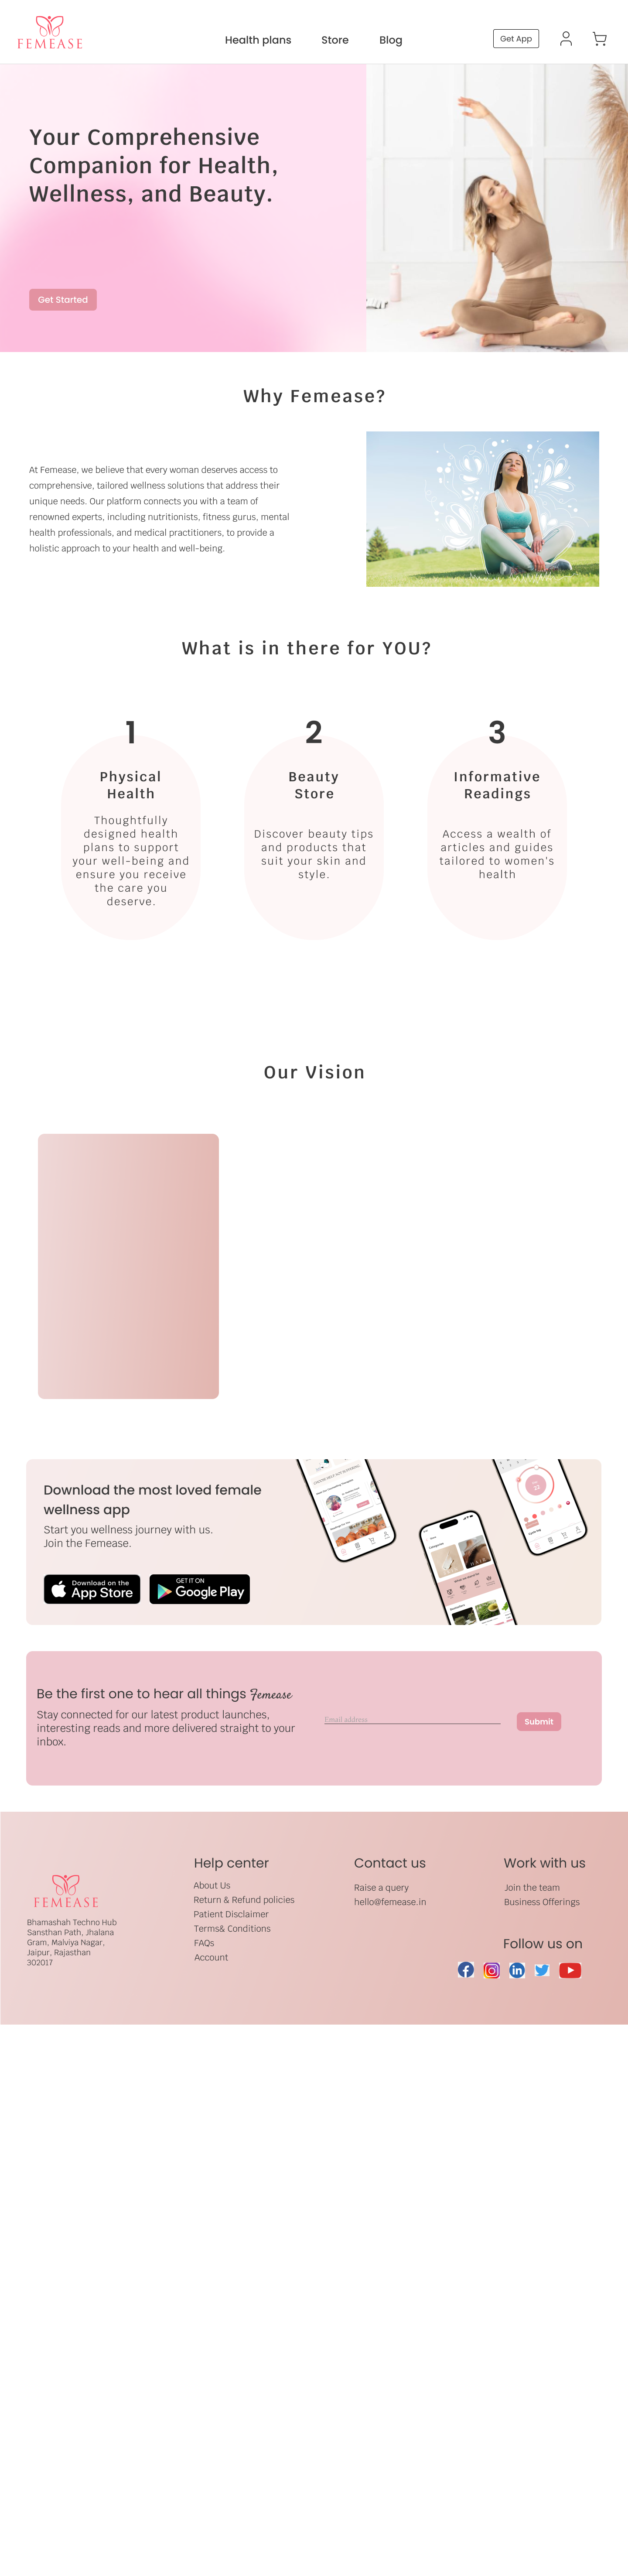 FEMEASE
Health plans
Store
Blog
Get App
Your Comprehensive
Companion for Health,
Wellness, and Beauty.
Get Started
Why Femease?
At Femease, we believe that every woman deserves access to
comprehensive, tailored wellness solutions that address their
unique needs. Our platform connects you with a team of
renowned experts, including nutritionists, fitness gurus, mental
health professionals, and medical practitioners, to provide a
holistic approach to your health and well-being.
What is in there for YOU?
1
Physical
Health
Thoughtfully
designed health
plans to support
your well-being and
ensure you receive
the care you
deserve.
2
Beauty
Store
Discover beauty tips
and products that
suit your skin and
style.
3
Informative
Readings
Access a wealth of
articles and guides
tailored to women's
health
Our Vision
Download the most loved female
wellness app
Start you wellness journey with us.
Join the Femease.
Download on the
App Store
GET IT ON
Google Play
Be the first one to hear all things Femease
Stay connected for our latest product launches,
interesting reads and more delivered straight to your
inbox.
Email address
Submit
FEMEASE
Bhamashah Techno Hub
Sansthan Path, Jhalana
Gram, Malviya Nagar,
Jaipur, Rajasthan
302017
Help center
About Us
Return & Refund policies
Patient Disclaimer
Terms& Conditions
FAQs
Account
Contact us
Raise a query
hello@femease.in
Work with us
Join the team
Business Offerings
Follow us on